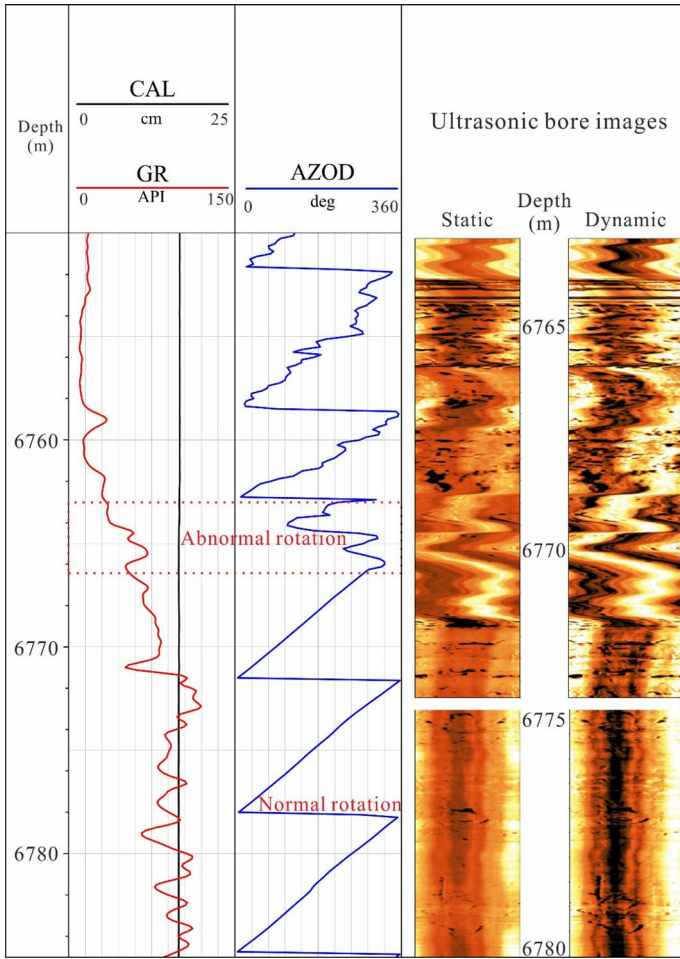 Depth
(m)
CAL
0 cm 25
GR
0 API 150
AZOD
0 deg 360
Ultrasonic bore images
Static
Depth
(m)
Dynamic
6760
6770
6780
Abnormal rotation
Normal rotation
6765
6770
6775
6780